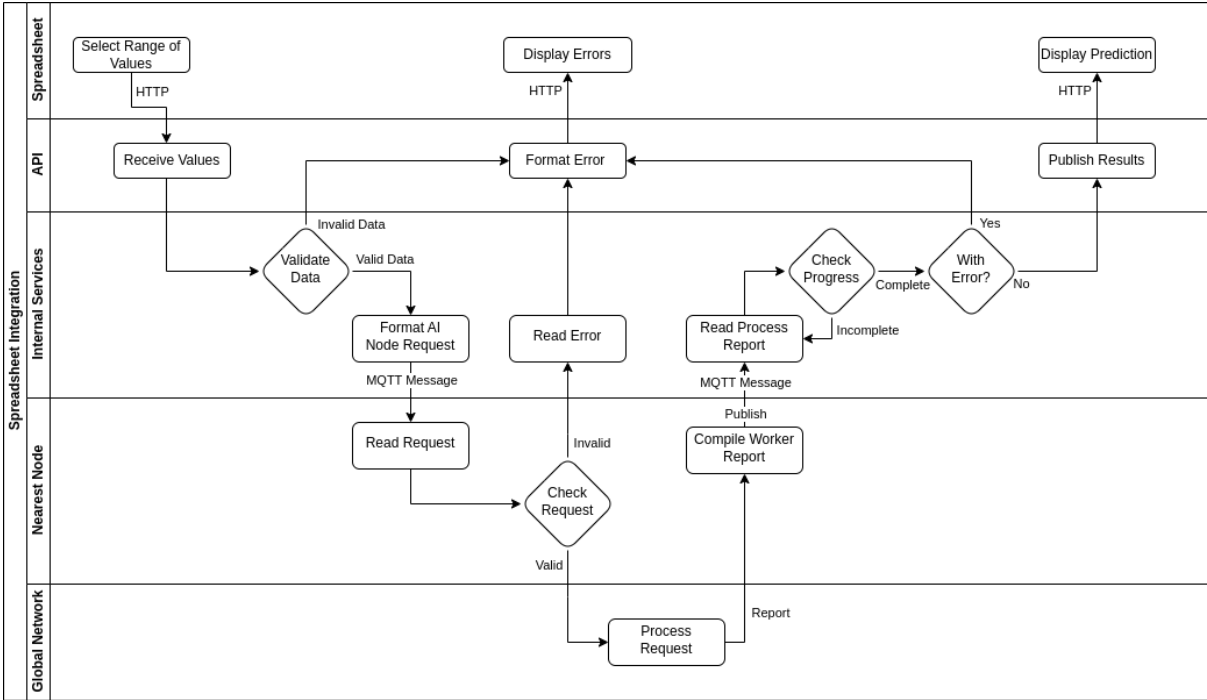 Spreadsheet Integration
Spreadsheet
Select Range of
Values
Display Errors
Display Prediction
HTTP
HTTP
HTTP
API
Receive Values
Format Error
Publish Results
Internal Services
Invalid Data
Yes
Validate
Data
Valid Data
Check
Progress
Complete
With
Error?
No
Format AI
Node Request
Read Error
Read Process
Report
Incomplete
MQTT Message
MQTT Message
Nearest Node
Publish
Read Request
Invalid
Compile Worker
Report
Check
Request
Valid
Global Network
Report
Process
Request